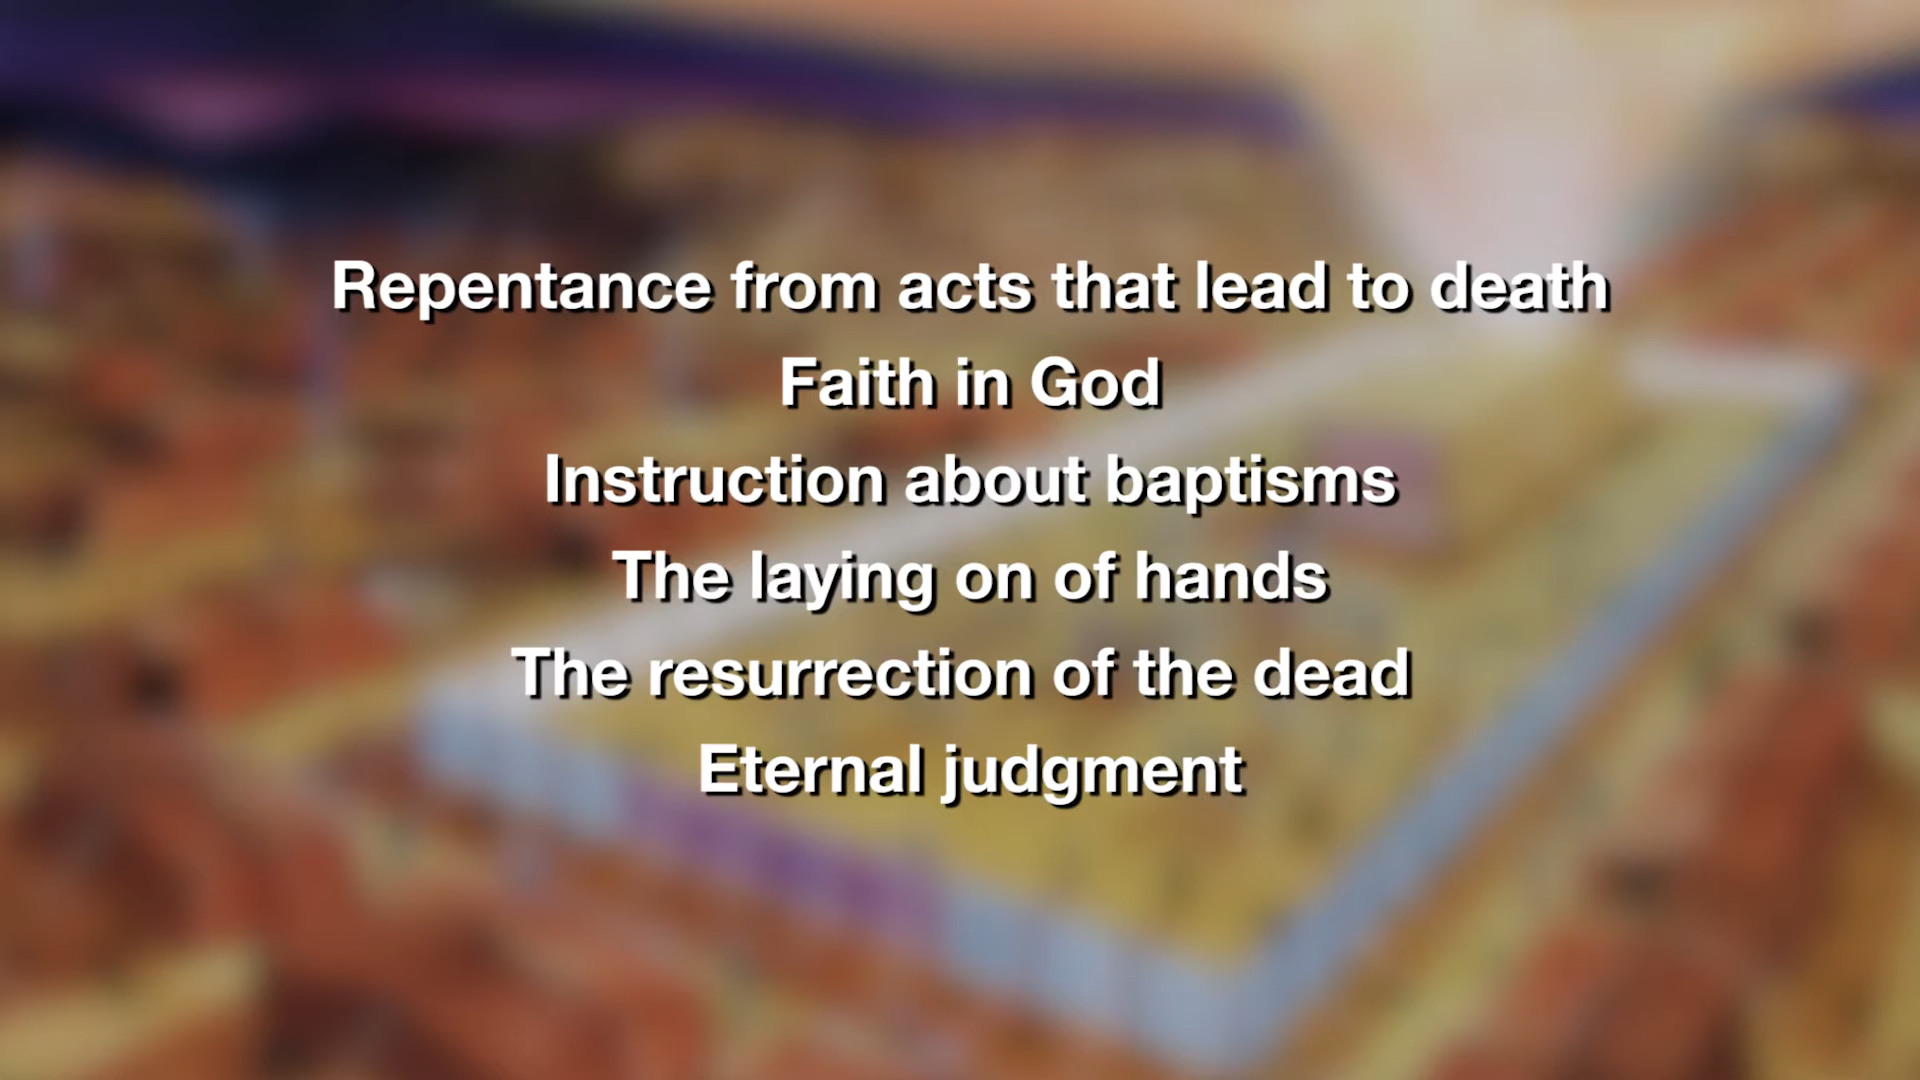 Repentance from acts that lead to death
Faith in God
Instruction about baptisms
The laying on of hands
The resurrection of the dead
Eternal judgment